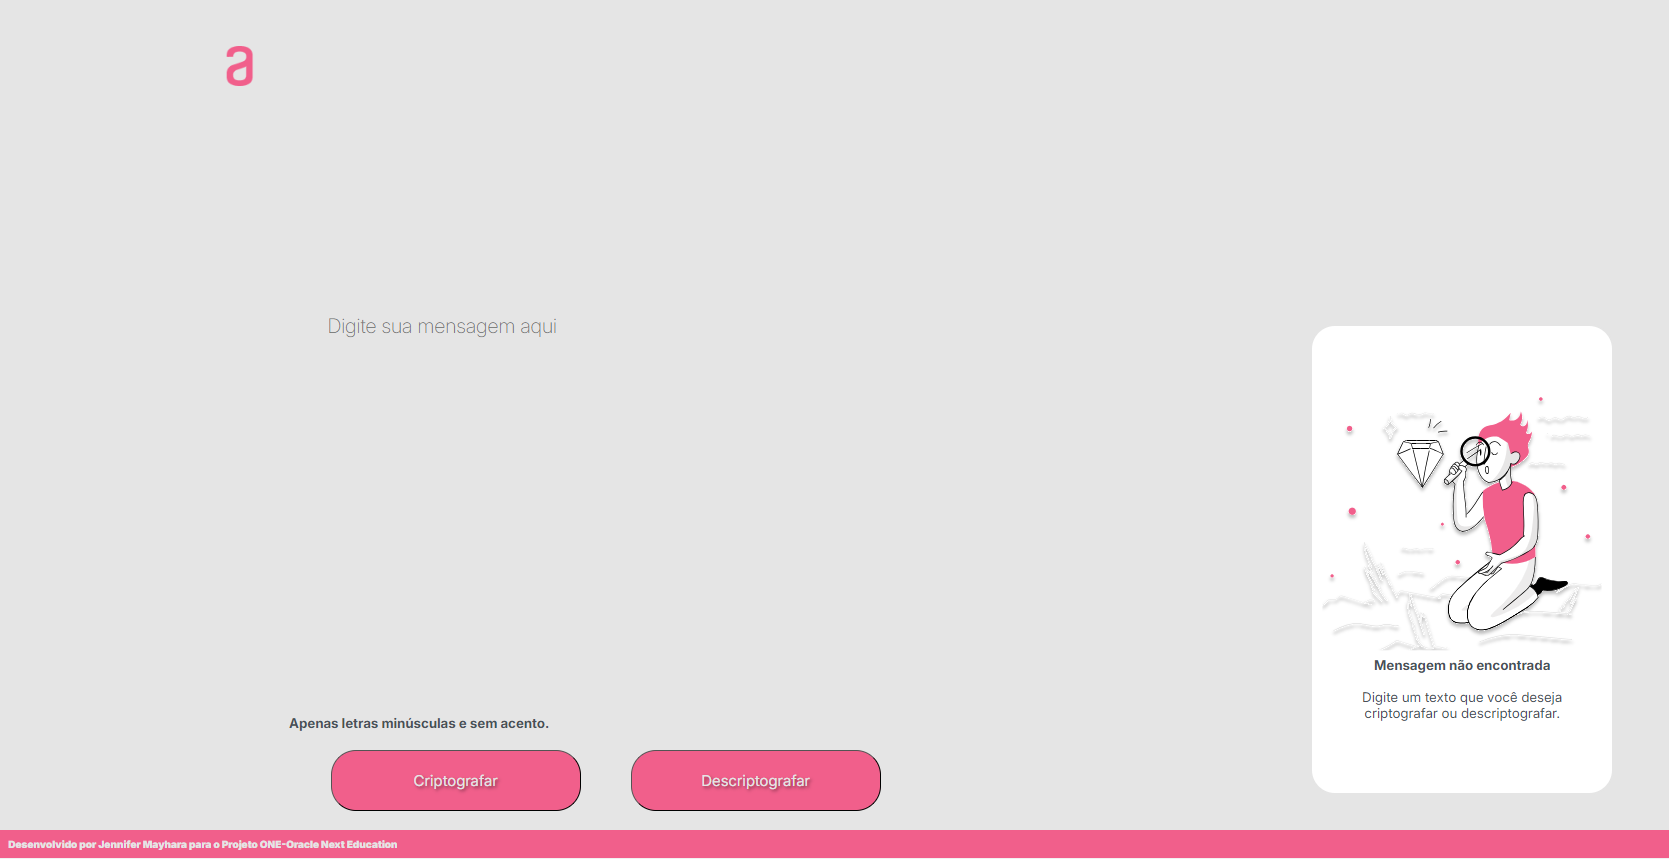 a
Digite sua mensagem aqui
Mensagem não encontrada
Digite um texto que você deseja
criptografar ou descriptografar.
Apenas letras minúsculas e sem acento.
Criptografar
Descriptografar
Desenvolvido por Jennifer Mayhara para o Projeto ONE-Oracle Next Education